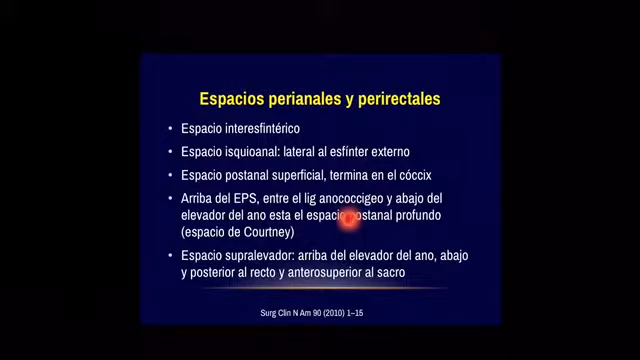 Espacios perianales y perirectales
• Espacio interesfintérico
• Espacio isquioanal: lateral al esfínter externo
• Espacio postanal superficial, termina en el cóccix
• Arriba del EPS, entre el lig anococcigeo y abajo del
elevador del ano esta el espacio postanal profundo
(espacio de Courtney)
• Espacio supralevador: arriba del elevador del ano, abajo
y posterior al recto y anterosuperior al sacro
Surg Clin N Am 90 (2010) 1–15